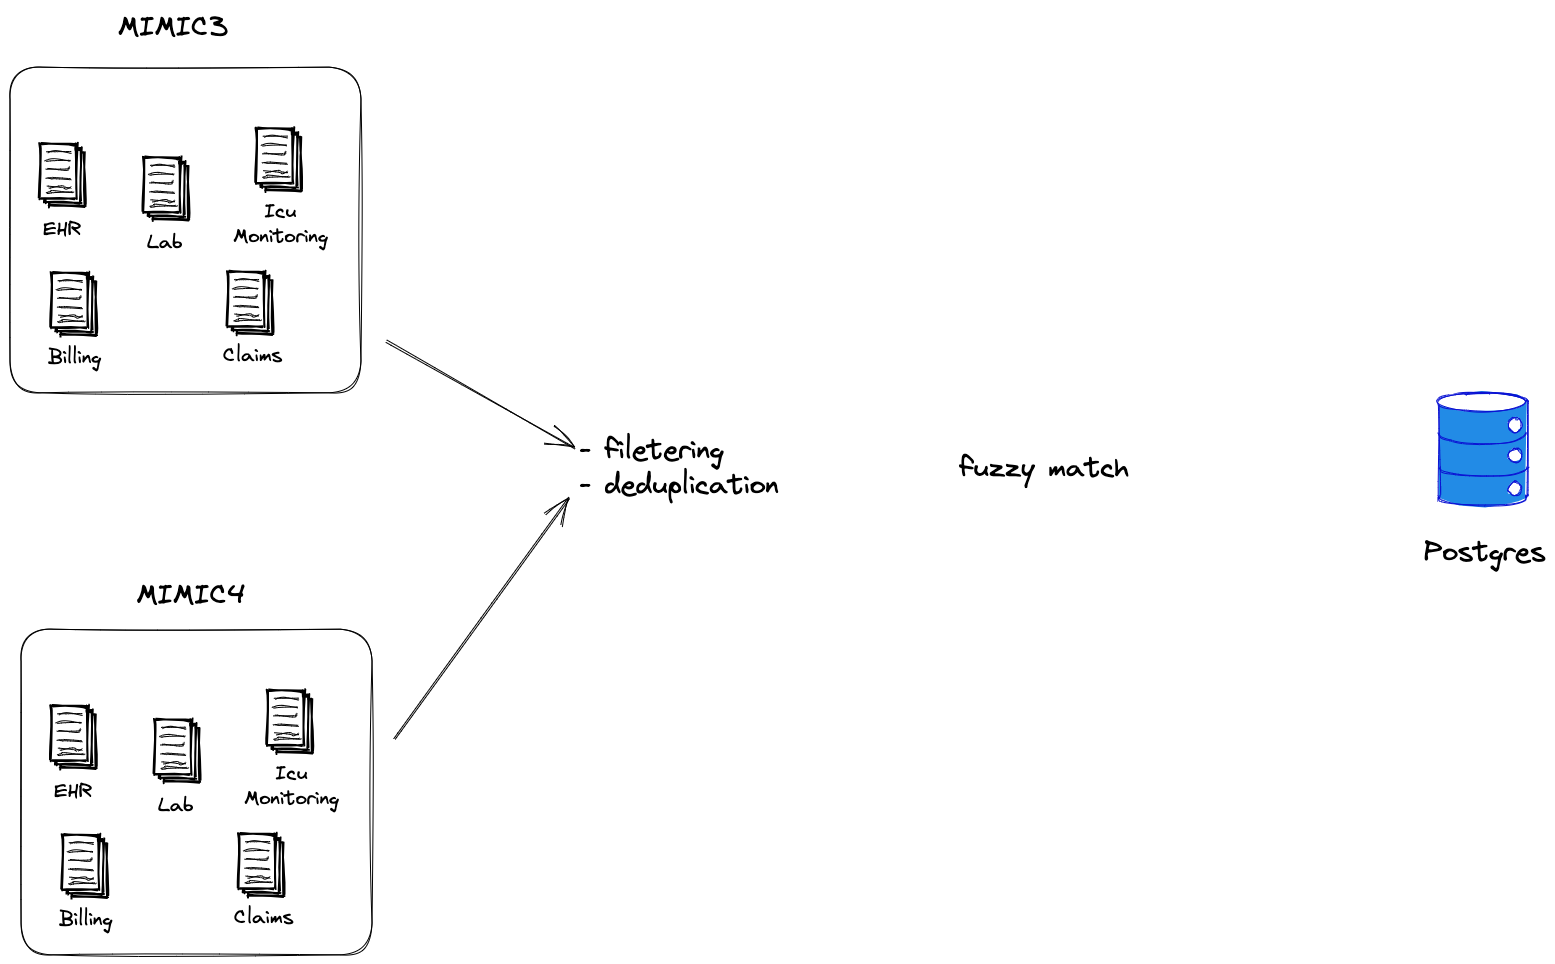 MIMIC3
EHR
Lab
Icu
Monitoring
Billing
Claims
- filetering
- deduplication
fuzzy match
Postgres
MIMIC4
EHR
Lab
Icu
Monitoring
Billing
Claims